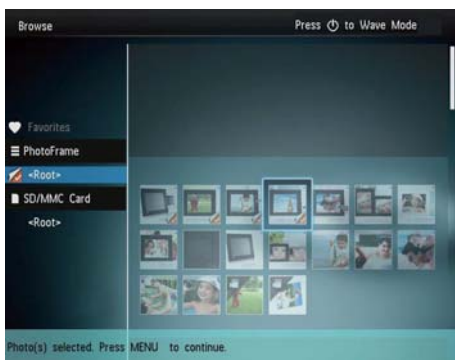 Browse
Press to Wave Mode
Favorites
PhotoFrame
<Root>
SD/MMC Card
<Root>
Photo(s) selected. Press MENU to continue.